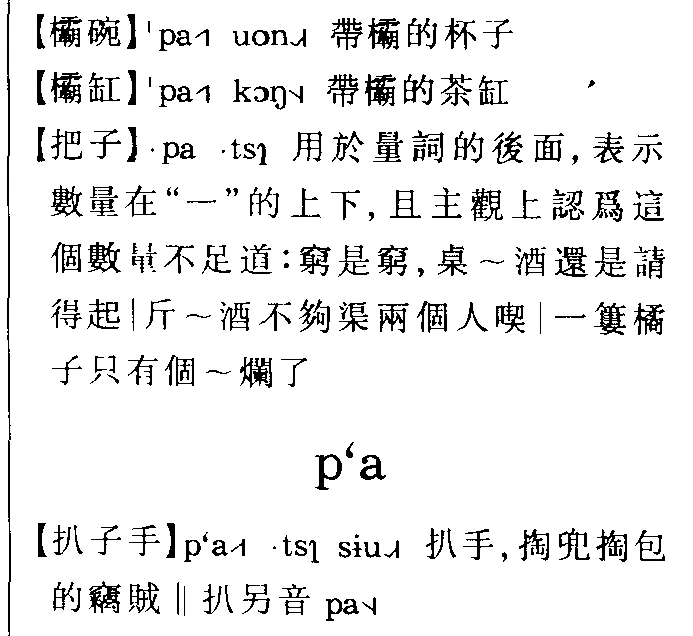 【欛碗】ˈpa˧˥ uon˨˦ 帶欛的杯子
【欛缸】ˈpa˧˥ kɔŋ˦˨ 帶欛的茶缸
【把子】·pa ·tsʅ 用於量詞的後面,表示
數量在“一”的上下,且主觀上認爲這
個數量不足道:窮是窮,桌～酒還是請
得起|斤～酒不夠渠兩個人喫|一簍橘
子只有個～爛了
p‘a
【扒子手】p‘a˨˦ ·tsʅ siu˨˦ 扒手,掏兜掏包
的竊賊‖扒另音 pa˦˨